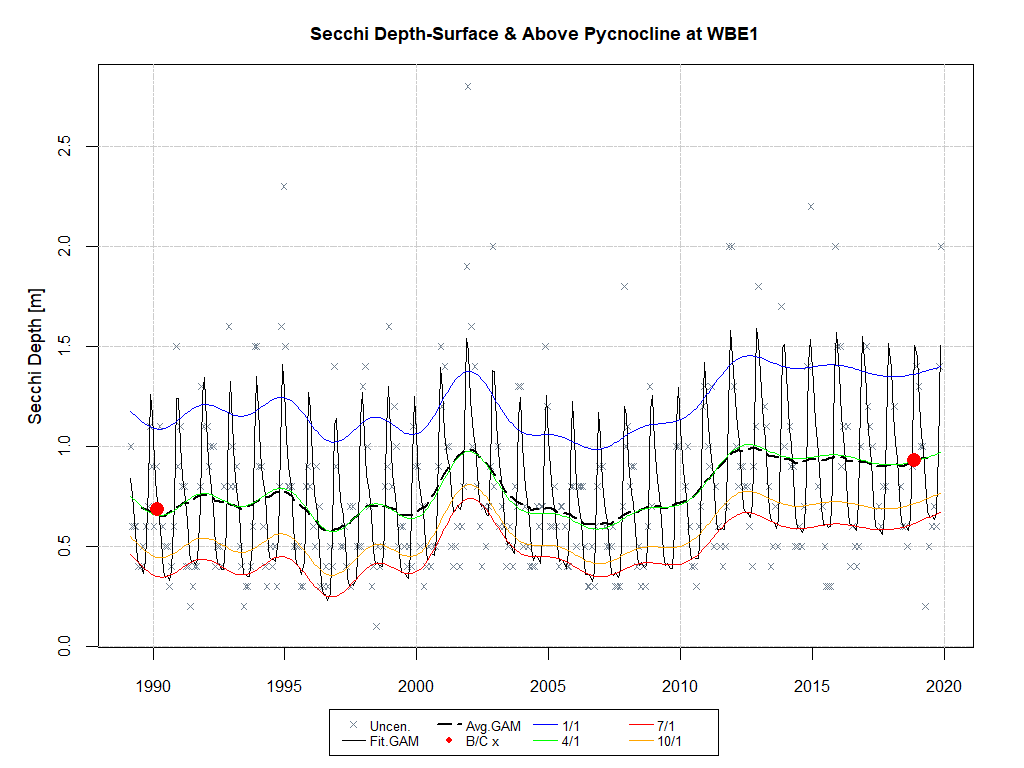 Secchi Depth-Surface & Above Pycnocline at WBE1
Secchi Depth [m]
2.5
2.0
1.5
1.0
0.5
0.0
1990 1995 2000 2005 2010 2015 2020
Uncen. Avg.GAM 1/1 7/1
Fit.GAM B/C x 4/1 10/1